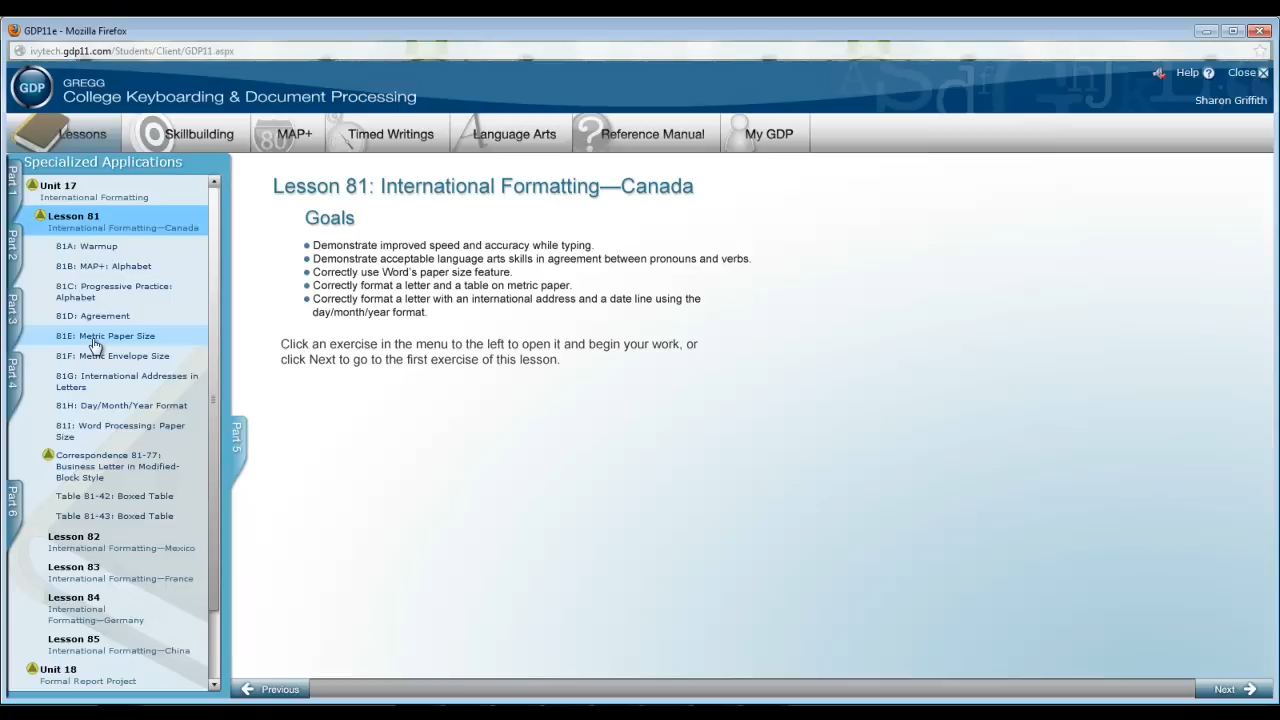 GDP11e - Mozilla Firefox
ivytech.gdp11.com/Students/Client/GDP11.aspx
GDP
GREGG
College Keyboarding & Document Processing
Help ?
Close
Sharon Griffith
Lessons
Skillbuilding
MAP+
Timed Writings
Language Arts
Reference Manual
My GDP
Specialized Applications
Part 1
Part 2
Part 3
Part 4
Part 6
Part 5
Unit 17
International Formatting
Lesson 81
International Formatting—Canada
81A: Warmup
81B: MAP+: Alphabet
81C: Progressive Practice:
Alphabet
81D: Agreement
81E: Metric Paper Size
81F: Metric Envelope Size
81G: International Addresses in
Letters
81H: Day/Month/Year Format
81I: Word Processing: Paper
Size
Correspondence 81-77:
Business Letter in Modified-
Block Style
Table 81-42: Boxed Table
Table 81-43: Boxed Table
Lesson 82
International Formatting—Mexico
Lesson 83
International Formatting—France
Lesson 84
International
Formatting—Germany
Lesson 85
International Formatting—China
Unit 18
Formal Report Project
Lesson 81: International Formatting—Canada
Goals
Demonstrate improved speed and accuracy while typing.
Demonstrate acceptable language arts skills in agreement between pronouns and verbs.
Correctly use Word's paper size feature.
Correctly format a letter and a table on metric paper.
Correctly format a letter with an international address and a date line using the
day/month/year format.
Click an exercise in the menu to the left to open it and begin your work, or
click Next to go to the first exercise of this lesson.
Previous
Next